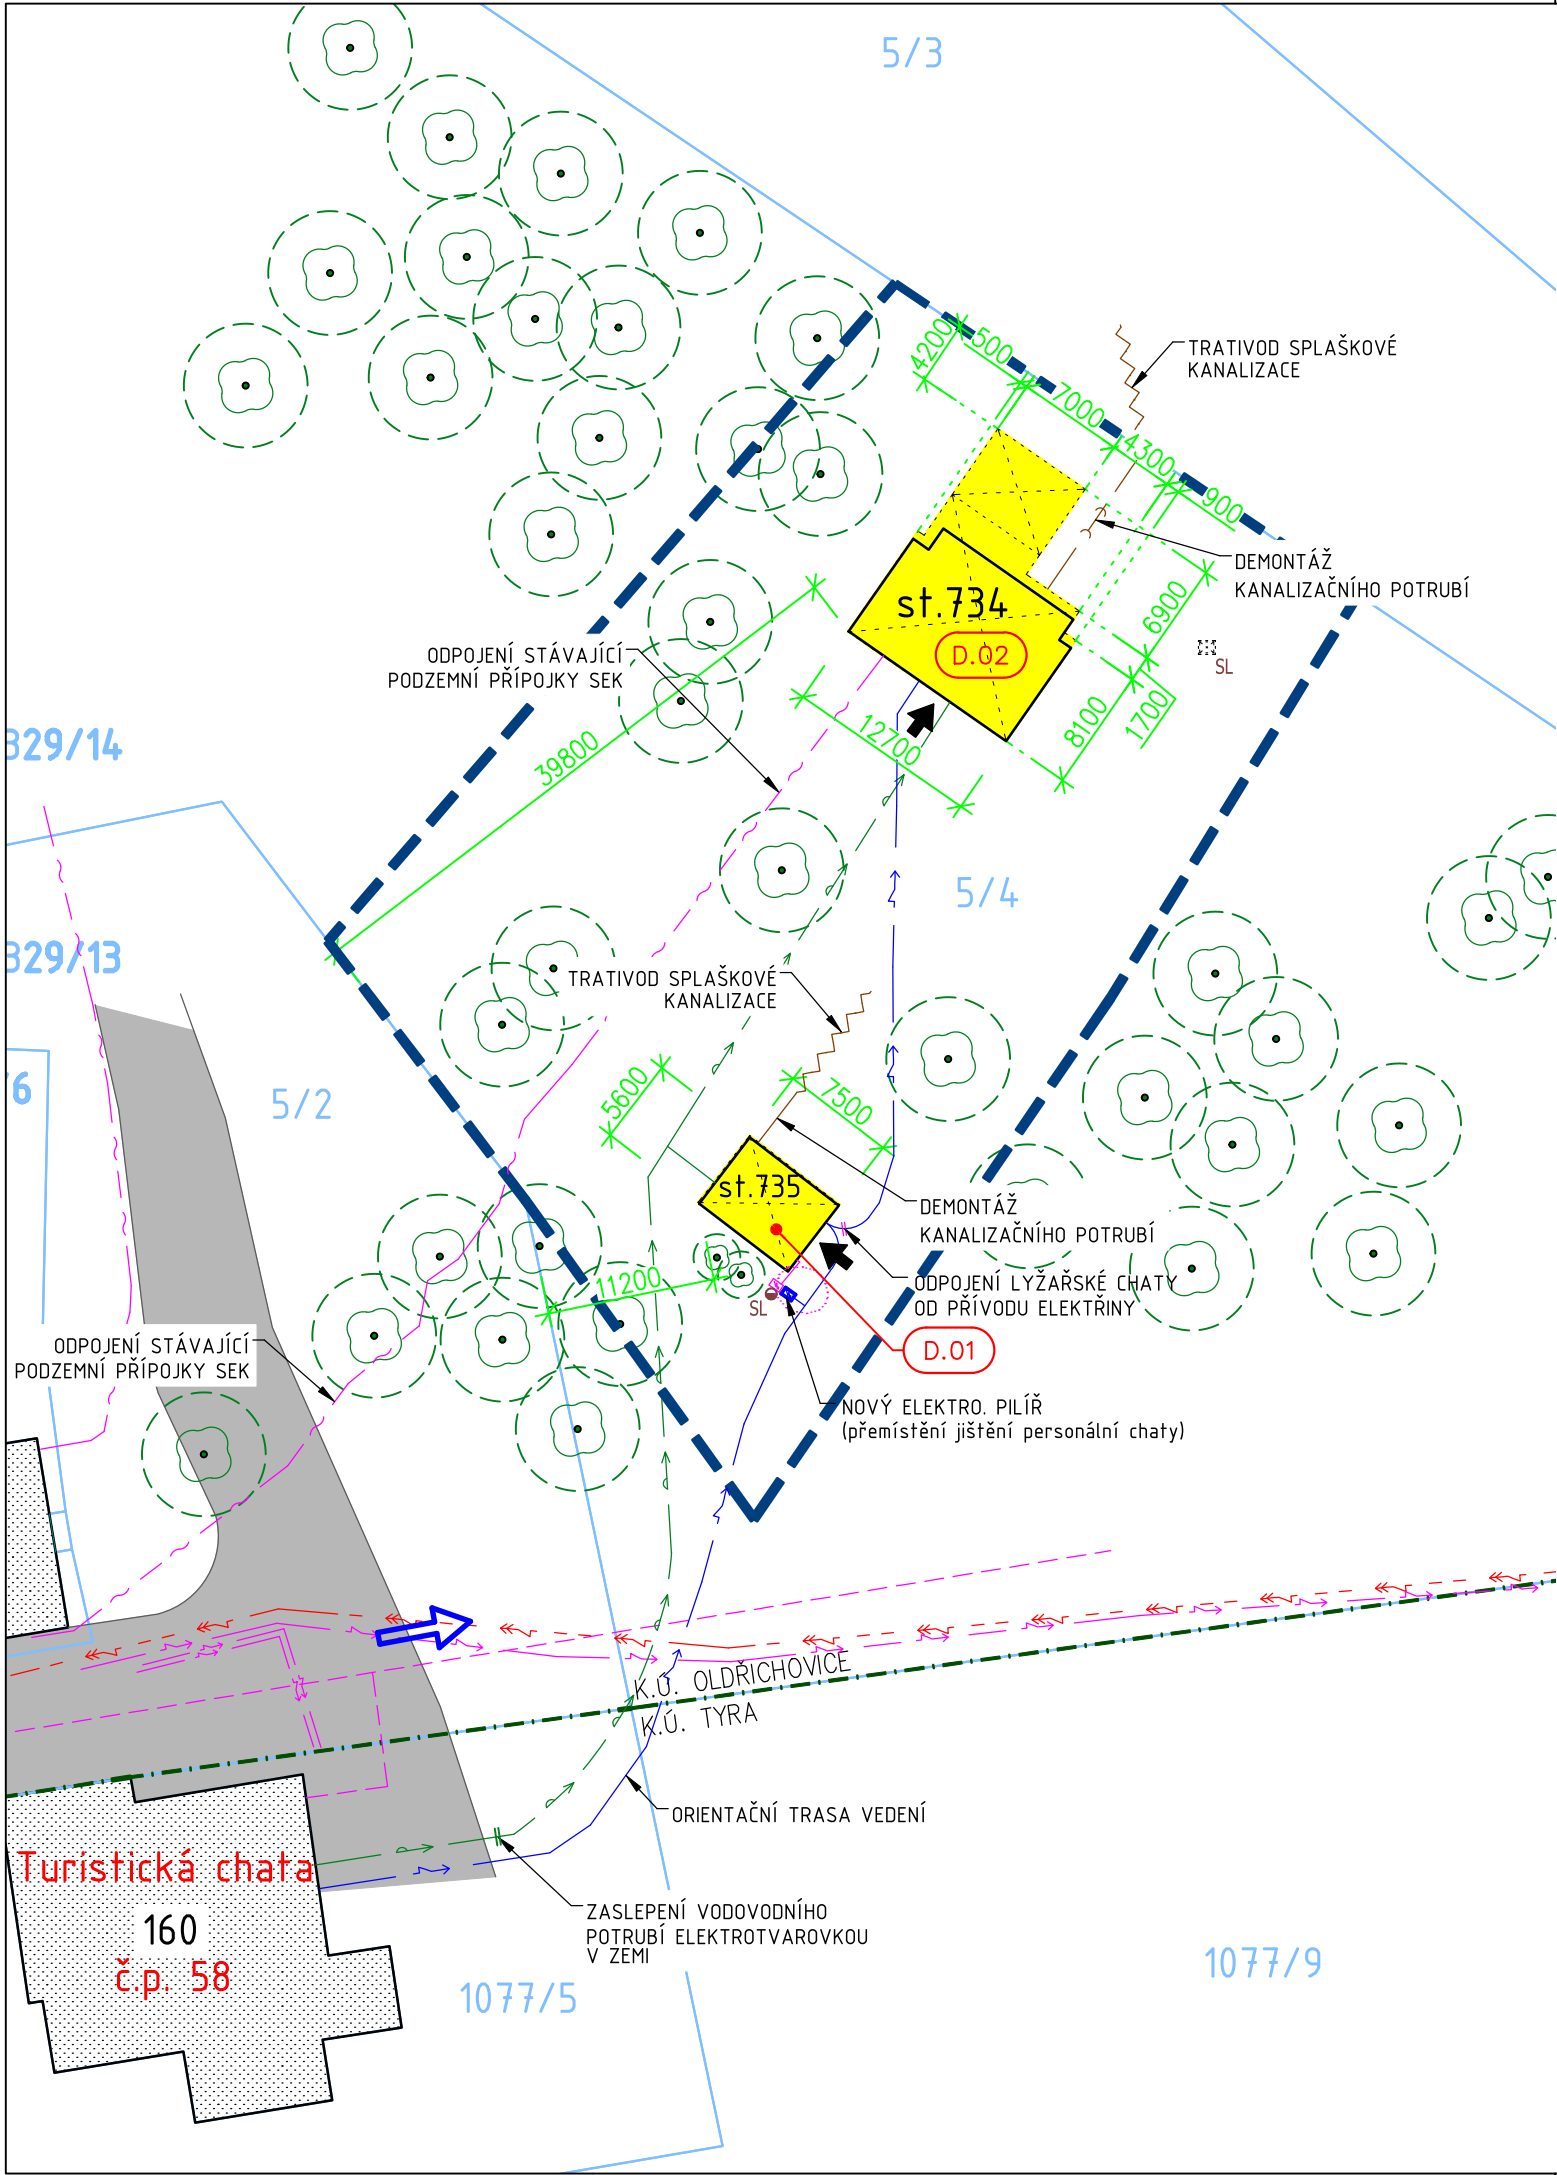 5/3
4200
500
7000
4300
900
TRATIVOD SPLAŠKOVÉ
KANALIZACE
DEMONTÁŽ
KANALIZAČNÍHO POTRUBÍ
st.734
D.02
6900
SL
ODPOJENÍ STÁVAJÍCÍ
PODZEMNÍ PŘÍPOJKY SEK
12700
8100
1700
39800
329/14
5/4
329/13
TRATIVOD SPLAŠKOVÉ
KANALIZACE
5600
7500
/6
5/2
st.735
DEMONTÁŽ
KANALIZAČNÍHO POTRUBÍ
11200
SL
ODPOJENÍ LYŽAŘSKÉ CHATY
OD PŘÍVODU ELEKTŘINY
D.01
ODPOJENÍ STÁVAJÍCÍ
PODZEMNÍ PŘÍPOJKY SEK
NOVÝ ELEKTRO. PILÍŘ
(přemístění jištění personální chaty)
K.Ú. OLDŘICHOVICE
K.Ú. TYRA
ORIENTAČNÍ TRASA VEDENÍ
Turistická chata
160
č.p. 58
ZASLEPENÍ VODOVODNÍHO
POTRUBÍ ELEKTROTVAROVKOU
V ZEMI
1077/5
1077/9